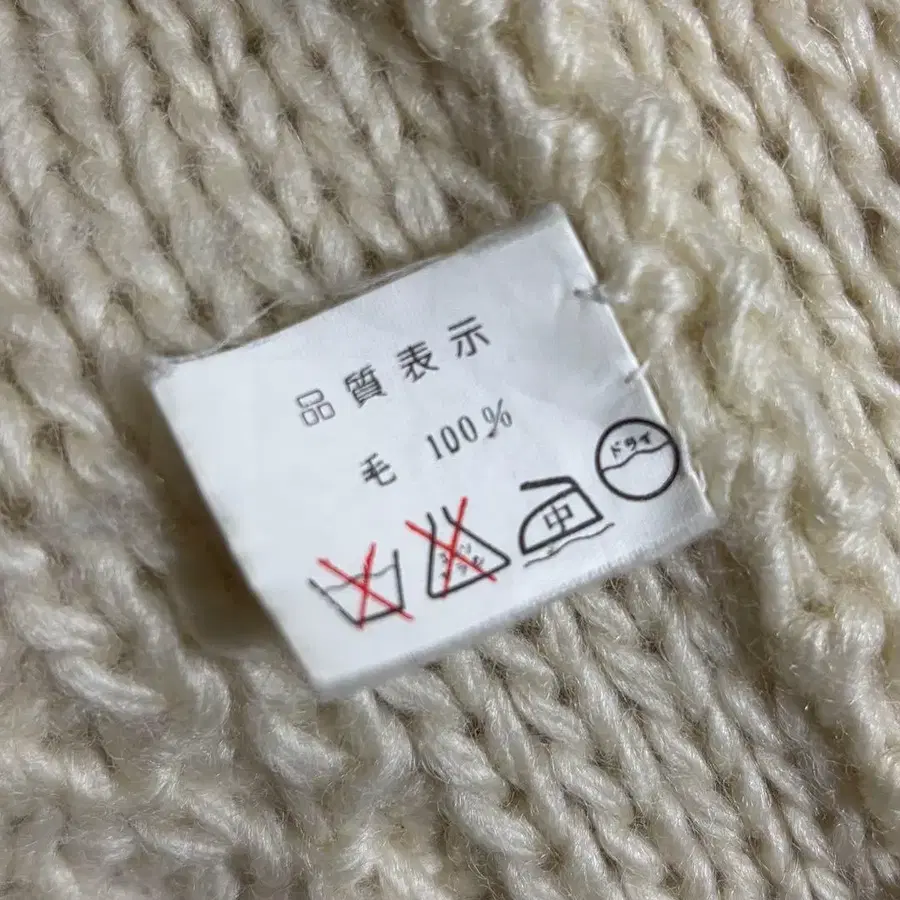 品質表示
毛 100%
中
ドライ